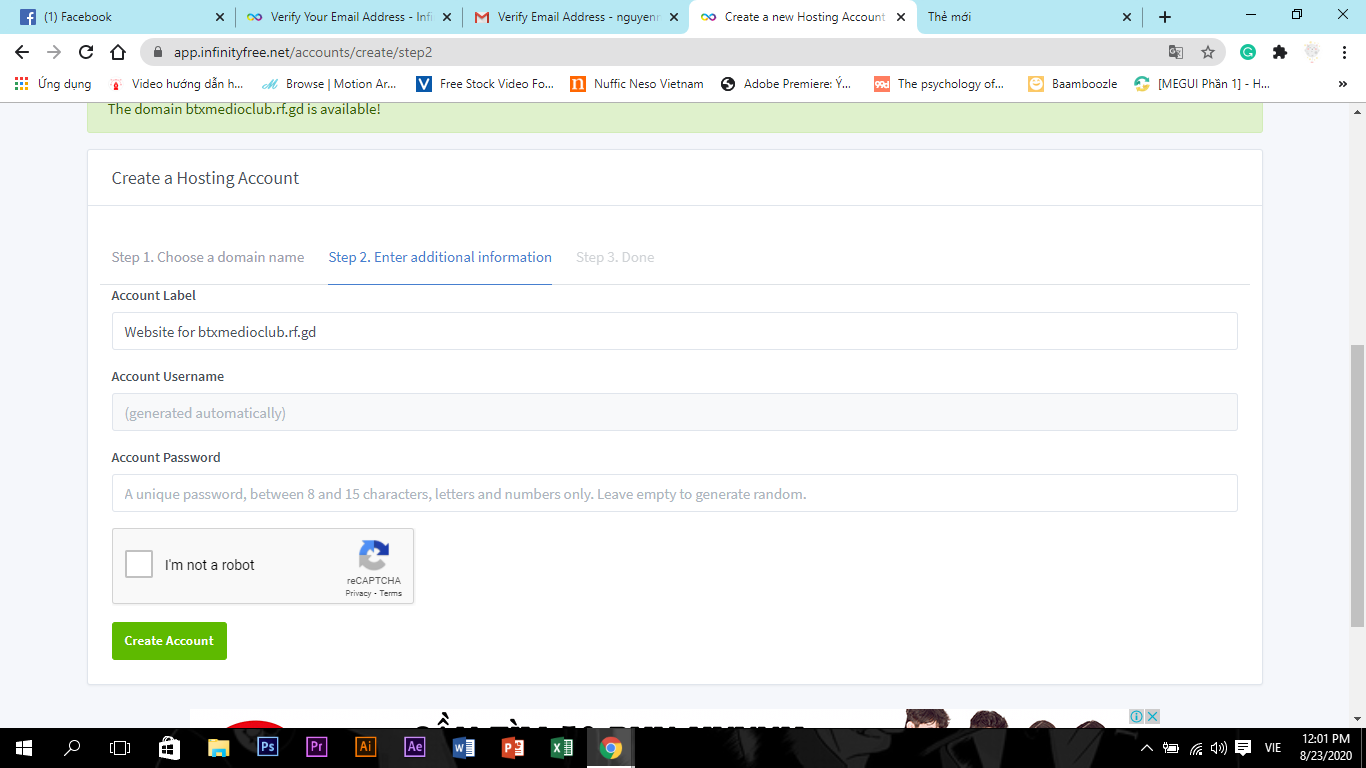 (1) Facebook
Verify Your Email Address - Infi
Verify Email Address - nguyenr
Create a new Hosting Account
Thẻ mới
app.infinityfree.net/accounts/create/step2
Ứng dụng
Video hướng dẫn h...
Browse | Motion Ar...
Free Stock Video Fo...
Nuffic Neso Vietnam
Adobe Premiere: Ý...
The psychology of...
Baamboozle
[MEGUI Phần 1] - H...
»
The domain btxmedioclub.rf.gd is available!
Create a Hosting Account
Step 1. Choose a domain name
Step 2. Enter additional information
Step 3. Done
Account Label
Website for btxmedioclub.rf.gd
Account Username
(generated automatically)
Account Password
A unique password, between 8 and 15 characters, letters and numbers only. Leave empty to generate random.
I'm not a robot
reCAPTCHA
Privacy - Terms
Create Account
VIE
12:01 PM
8/23/2020